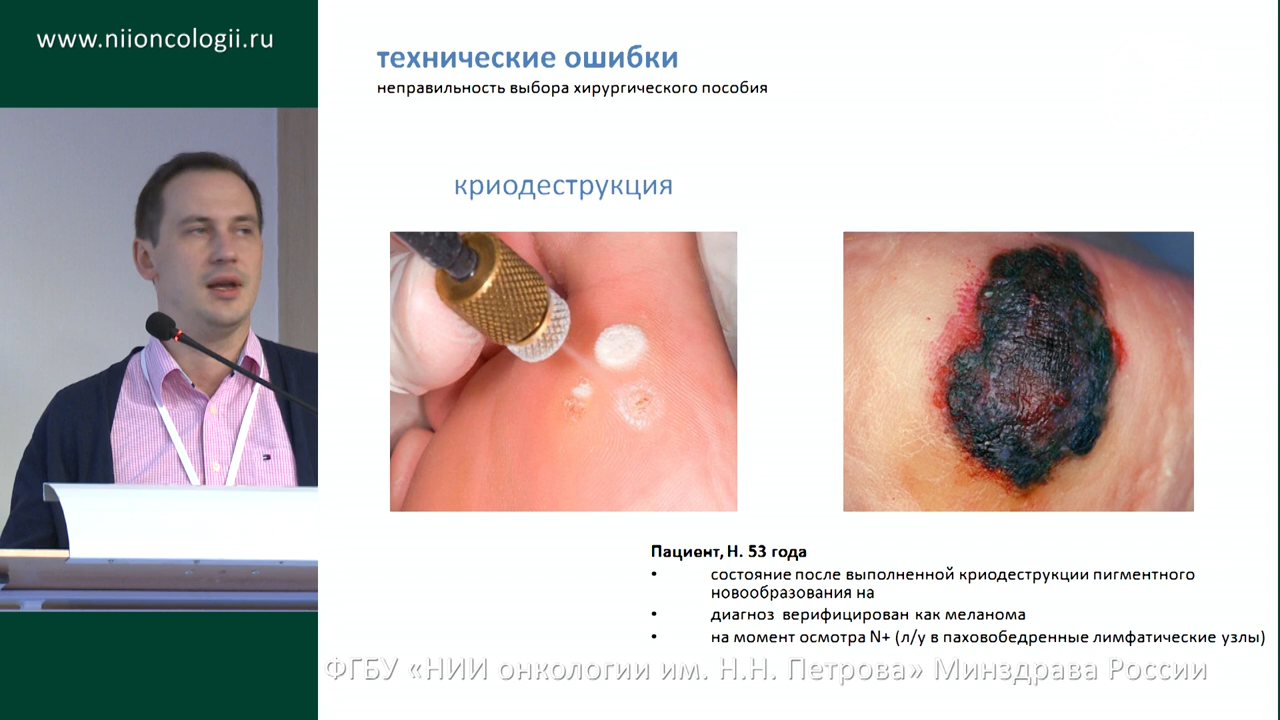 www.niioncologii.ru
технические ошибки
неправильность выбора хирургического пособия
криодеструкция
Пациент, Н. 53 года
• состояние после выполненной криодеструкции пигментного
новообразования на
• диагноз верифицирован как меланома
• на момент осмотра N+ (л/у в паховобедренные лимфатические узлы)
ФГБУ «НИИ онкологии им. Н.Н. Петрова» Минздрава России